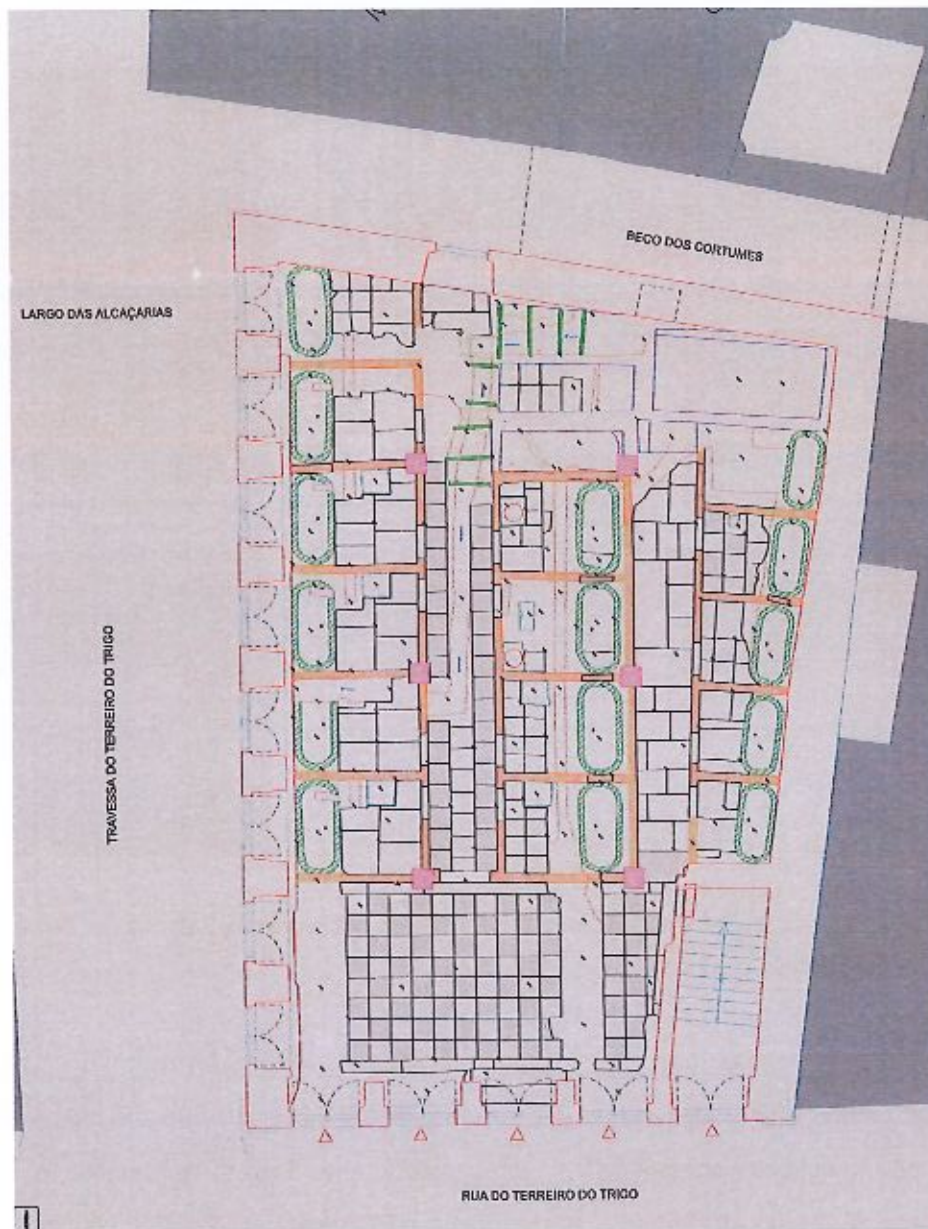 BECO DOS CORTUMES
LARGO DAS ALCAÇARIAS
TRAVESSA DO TERREIRO DO TRIGO
RUA DO TERREIRO DO TRIGO